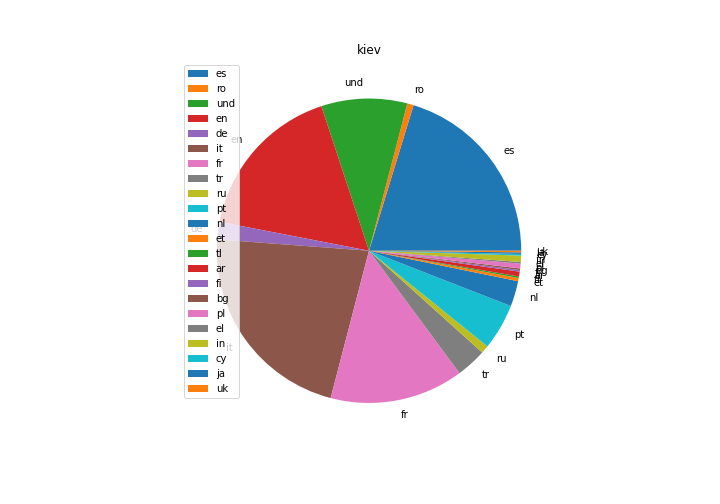 kiev
es
ro
und
en
de
it
fr
tr
ru
pt
nl
et
tl
ar
fi
bg
pl
el
in
cy
ja
uk
und
ro
es
en
de
it
fr
tr
ru
pt
nl
et
bg
uk